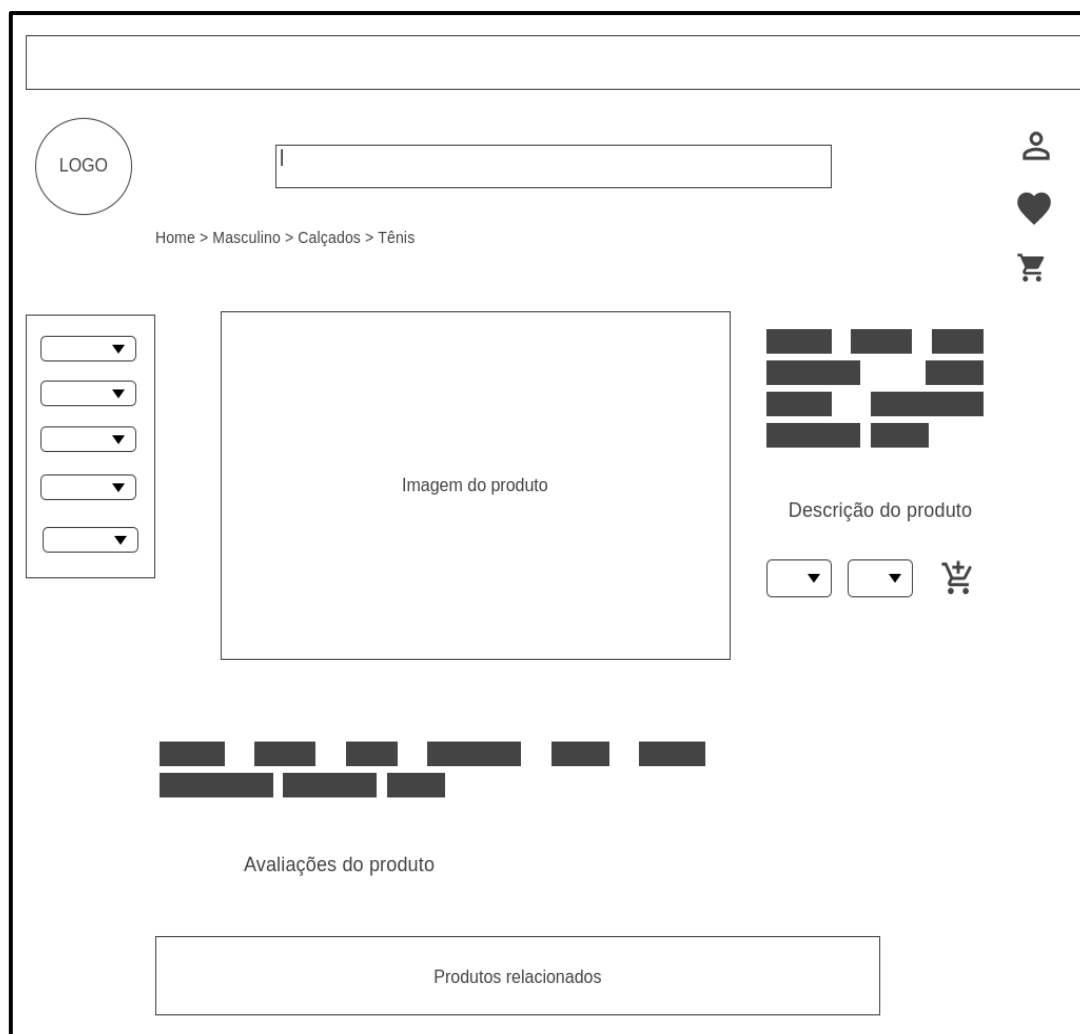 LOGO
Home > Masculino > Calçados > Tênis
Imagem do produto
Descrição do produto
Avaliações do produto
Produtos relacionados